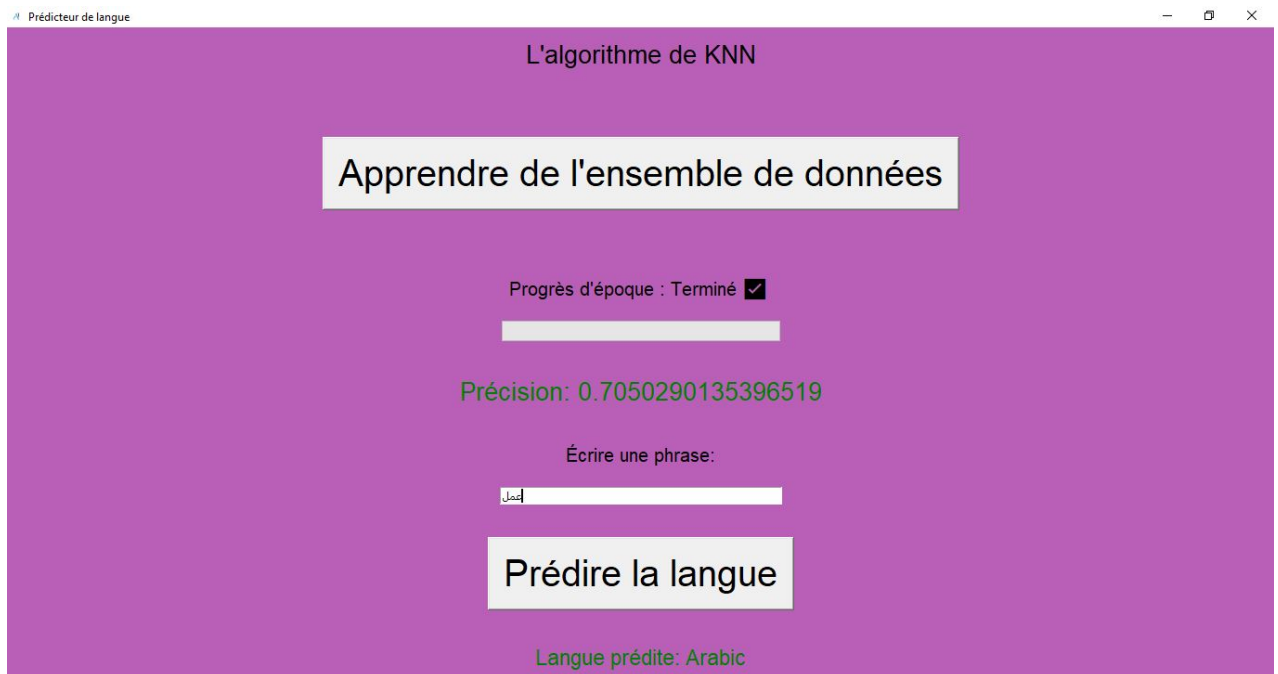 Prédicteur de langue
L'algorithme de KNN
Apprendre de l'ensemble de données
Progrès d'époque : Terminé
Précision: 0.7050290135396519
Écrire une phrase:
عمل
Prédire la langue
Langue prédite: Arabic